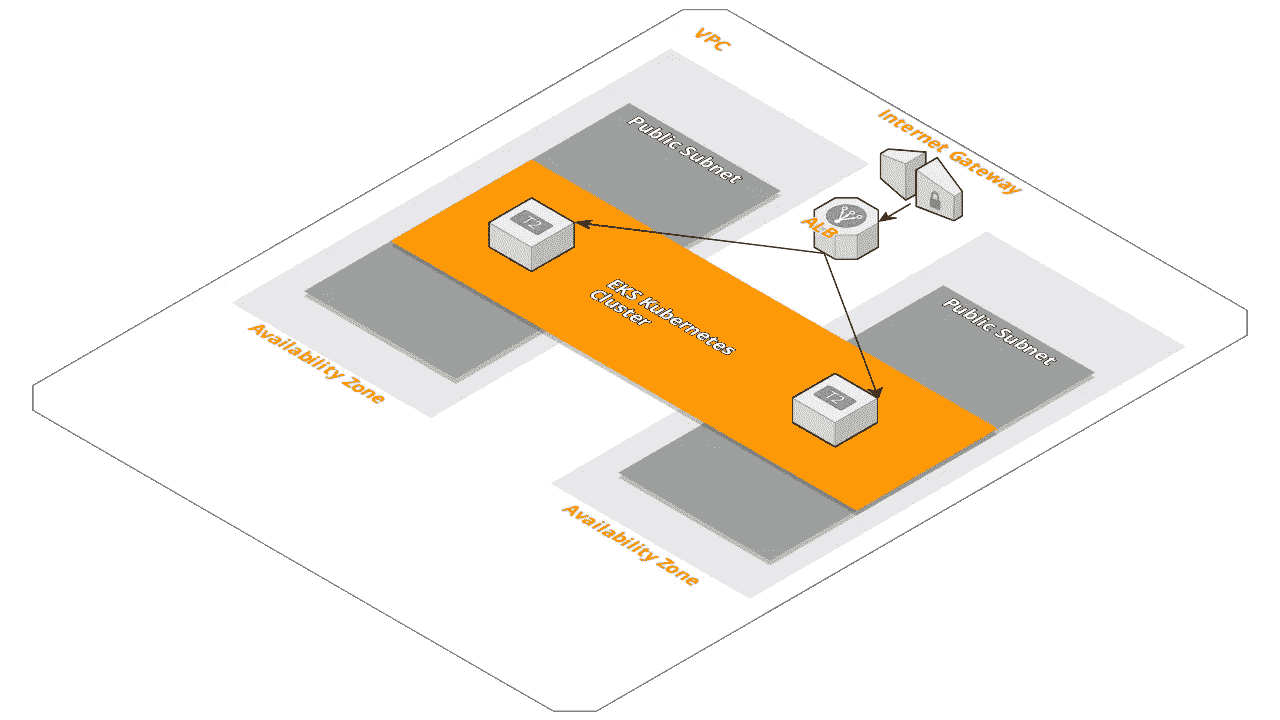 VPC
Internet Gateway
Public Subnet
T2
ALB
EKS Kubernetes
Cluster
Public Subnet
Availability Zone
T2
Availability Zone